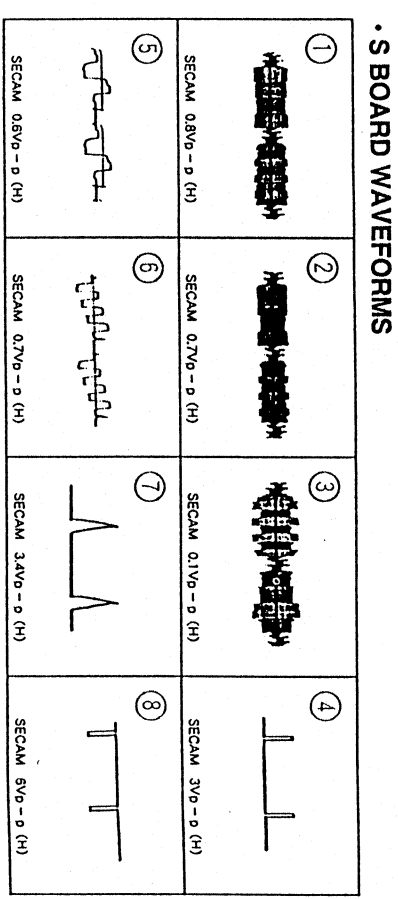 • S BOARD WAVEFORMS
① ② ③ ④
SECAM 0.8Vp – p (H) SECAM 0.7Vp – p (H) SECAM 0.1Vp – p (H) SECAM 3Vp – p (H)
⑤ ⑥ ⑦ ⑧
SECAM 0.6Vp – p (H) SECAM 0.7Vp – p (H) SECAM 3.4Vp – p (H) SECAM 6Vp – p (H)